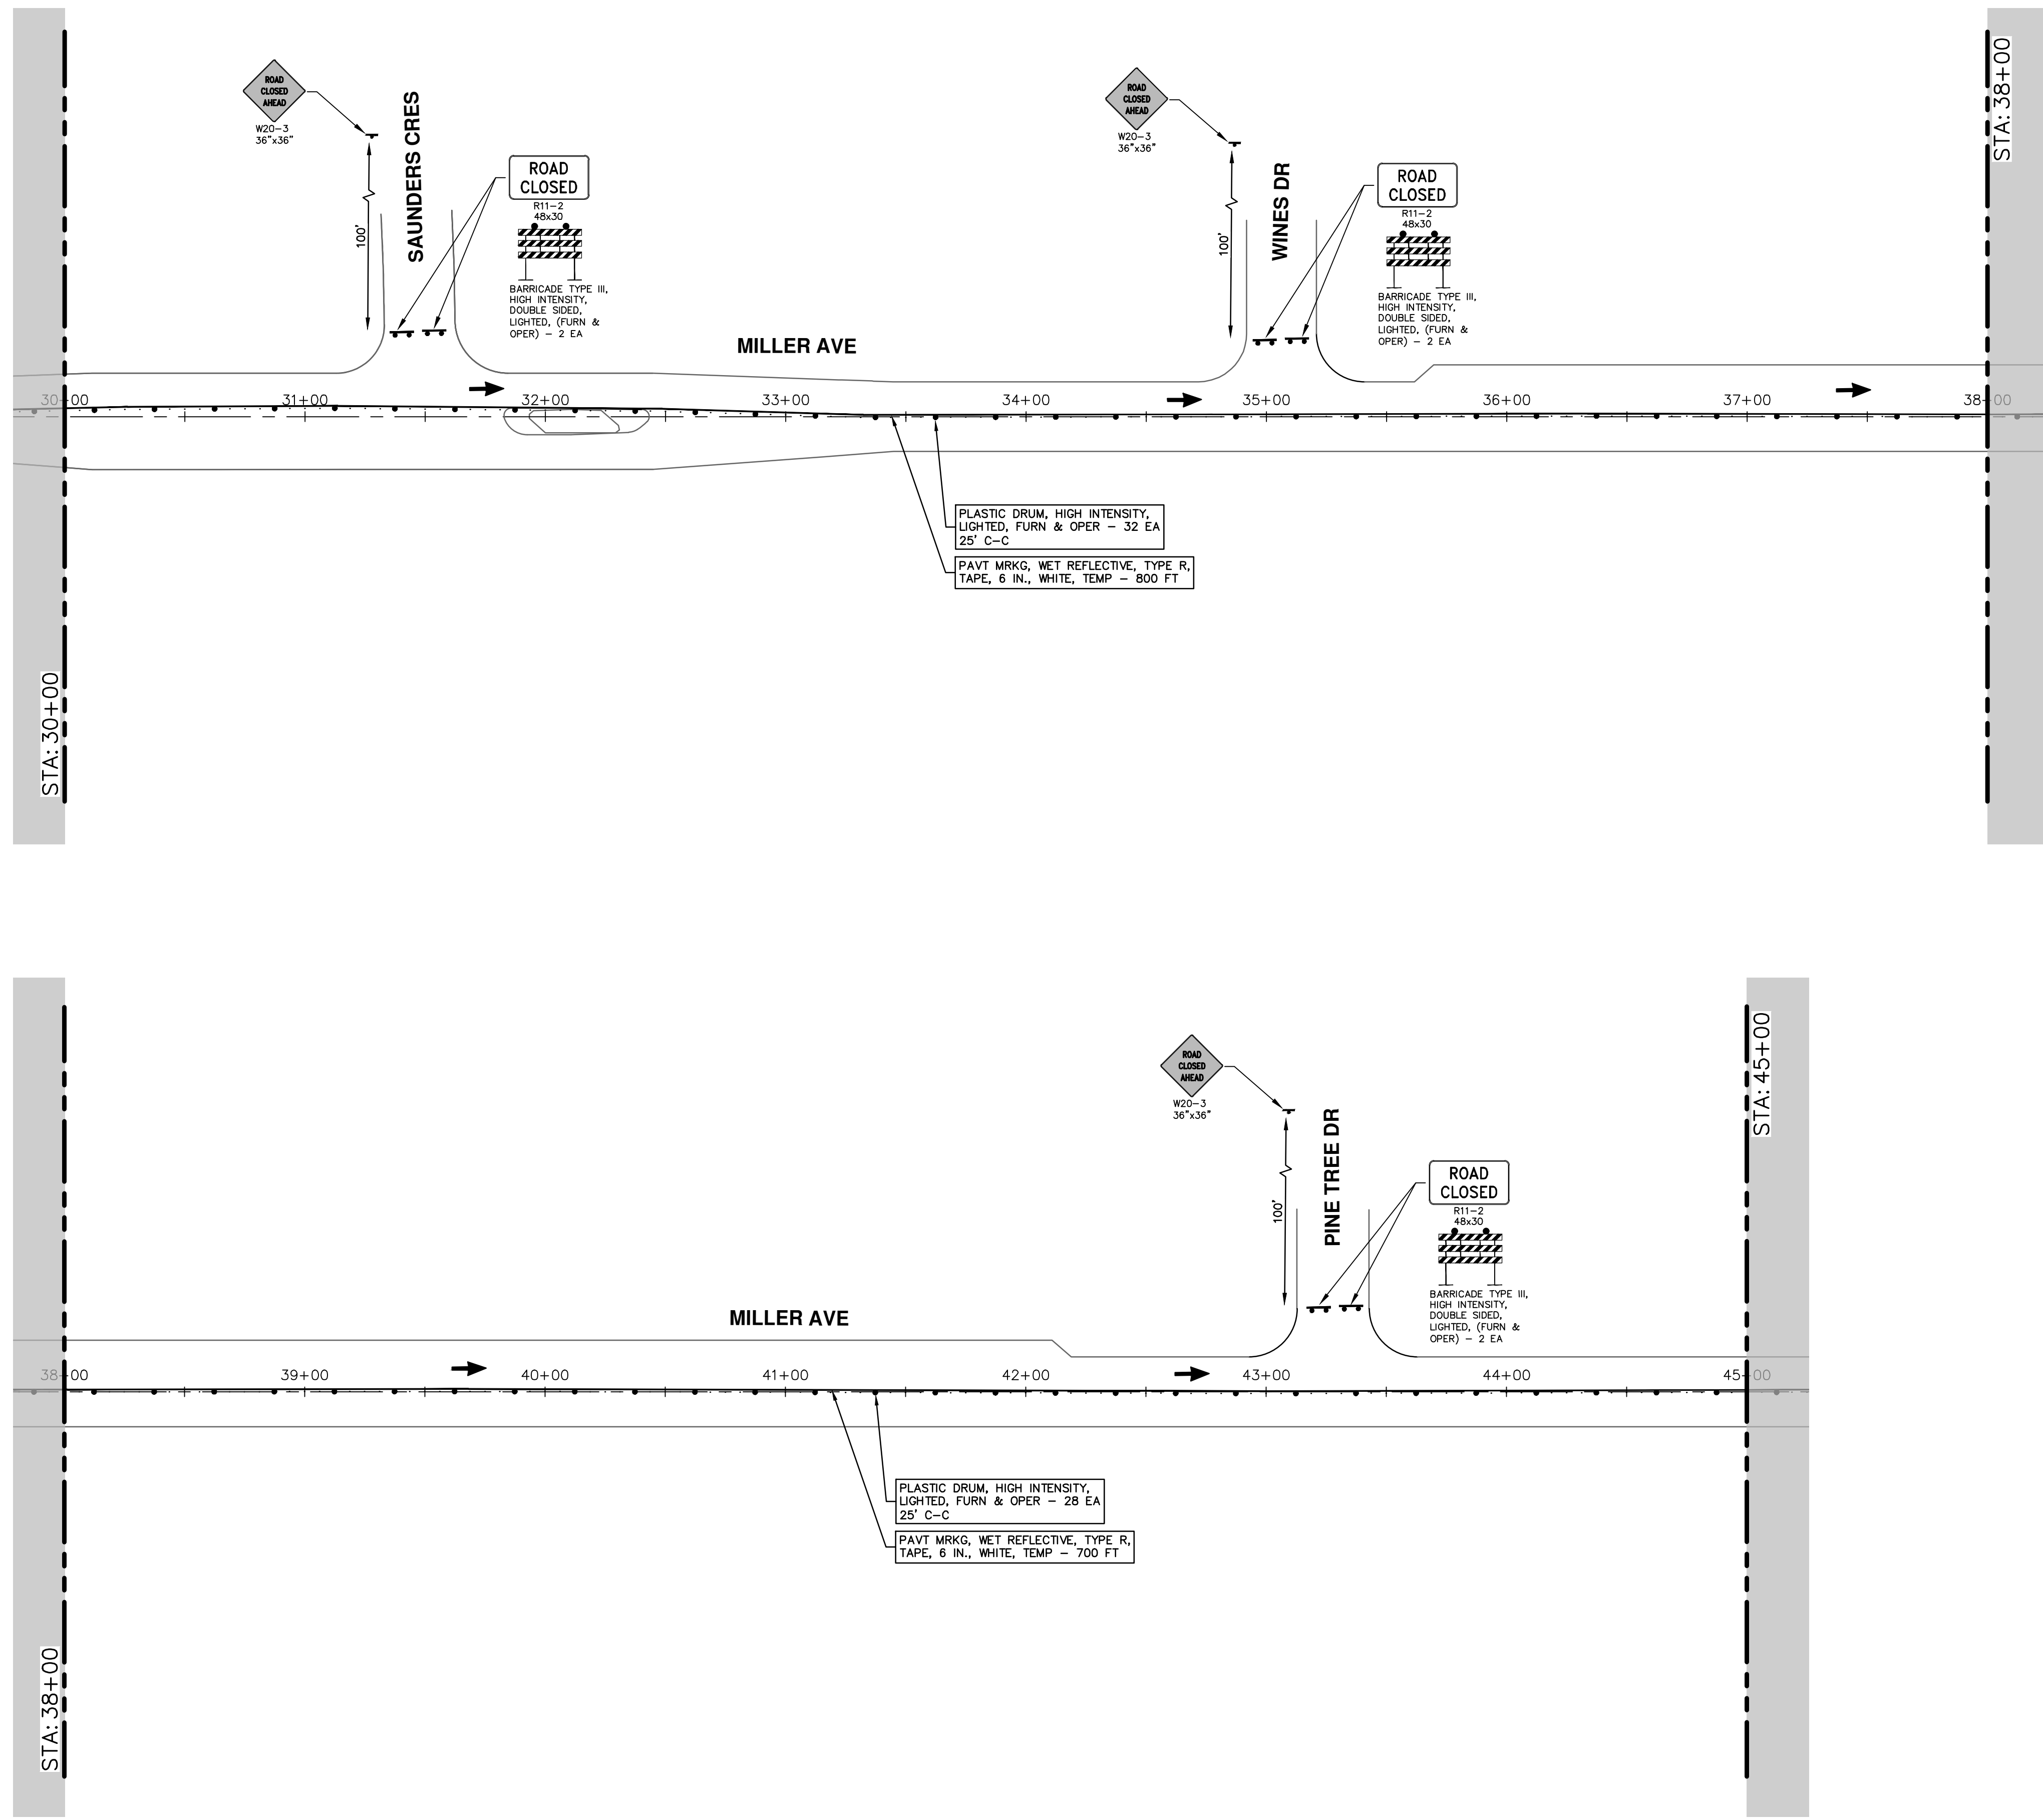 STA: 30+00
STA: 38+00
ROAD
CLOSED
AHEAD
W20-3
36"x36"
100'
SAUNDERS CRES
ROAD
CLOSED
R11-2
48x30
BARRICADE TYPE III,
HIGH INTENSITY,
DOUBLE SIDED,
LIGHTED, (FURN &
OPER) – 2 EA
MILLER AVE
ROAD
CLOSED
AHEAD
W20-3
36"x36"
100'
WINES DR
ROAD
CLOSED
R11-2
48x30
BARRICADE TYPE III,
HIGH INTENSITY,
DOUBLE SIDED,
LIGHTED, (FURN &
OPER) – 2 EA
30+00 31+00 32+00 33+00 34+00 35+00 36+00 37+00 38+00
PLASTIC DRUM, HIGH INTENSITY,
LIGHTED, FURN & OPER – 32 EA
25' C-C
PAVT MRKG, WET REFLECTIVE, TYPE R,
TAPE, 6 IN., WHITE, TEMP – 800 FT
STA: 38+00
STA: 45+00
ROAD
CLOSED
AHEAD
W20-3
36"x36"
100'
PINE TREE DR
ROAD
CLOSED
R11-2
48x30
BARRICADE TYPE III,
HIGH INTENSITY,
DOUBLE SIDED,
LIGHTED, (FURN &
OPER) – 2 EA
MILLER AVE
38+00 39+00 40+00 41+00 42+00 43+00 44+00 45+00
PLASTIC DRUM, HIGH INTENSITY,
LIGHTED, FURN & OPER – 28 EA
25' C-C
PAVT MRKG, WET REFLECTIVE, TYPE R,
TAPE, 6 IN., WHITE, TEMP – 700 FT